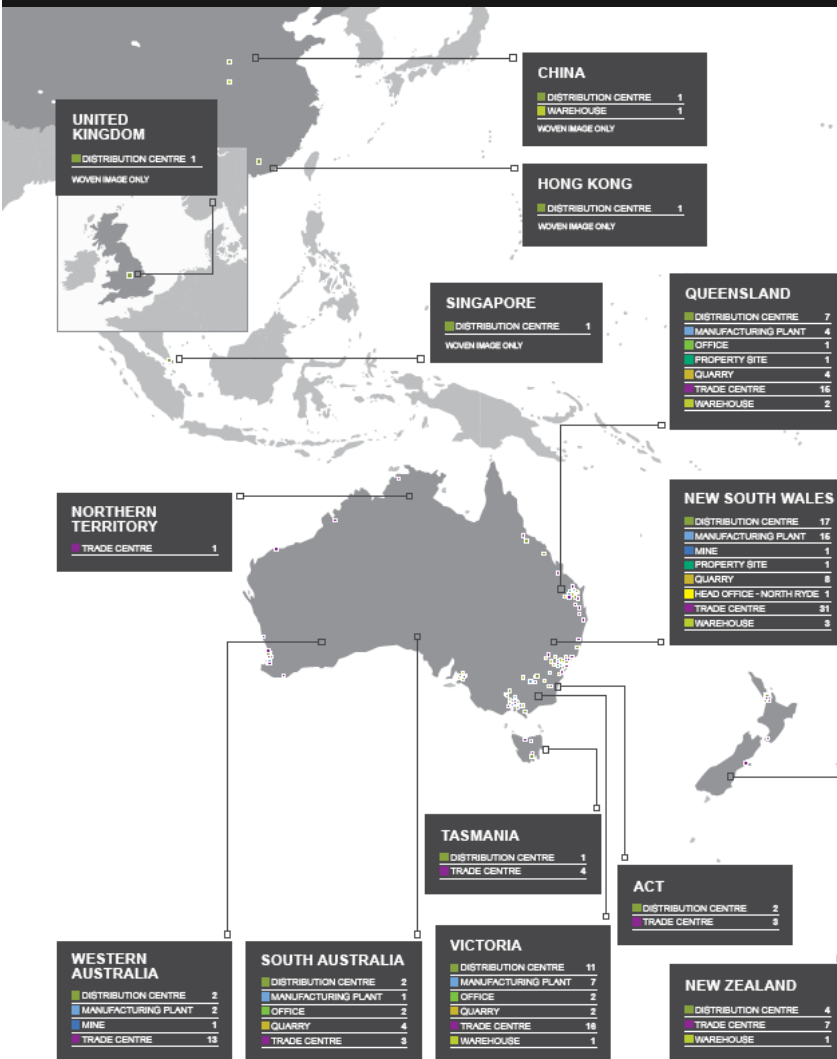 CHINA
DISTRIBUTION CENTRE 1
WAREHOUSE 1
WOVEN IMAGE ONLY
UNITED
KINGDOM
DISTRIBUTION CENTRE 1
WOVEN IMAGE ONLY
HONG KONG
DISTRIBUTION CENTRE 1
WOVEN IMAGE ONLY
SINGAPORE
DISTRIBUTION CENTRE 1
WOVEN IMAGE ONLY
QUEENSLAND
DISTRIBUTION CENTRE 7
MANUFACTURING PLANT 4
OFFICE 1
PROPERTY SITE 1
QUARRY 4
TRADE CENTRE 15
WAREHOUSE 2
NORTHERN
TERRITORY
TRADE CENTRE 1
NEW SOUTH WALES
DISTRIBUTION CENTRE 17
MANUFACTURING PLANT 15
MINE 1
PROPERTY SITE 1
QUARRY 8
HEAD OFFICE - NORTH RYDE 1
TRADE CENTRE 31
WAREHOUSE 3
TASMANIA
DISTRIBUTION CENTRE 1
TRADE CENTRE 4
ACT
DISTRIBUTION CENTRE 2
TRADE CENTRE 3
WESTERN
AUSTRALIA
DISTRIBUTION CENTRE 2
MANUFACTURING PLANT 2
MINE 1
TRADE CENTRE 13
SOUTH AUSTRALIA
DISTRIBUTION CENTRE 2
MANUFACTURING PLANT 1
OFFICE 2
QUARRY 4
TRADE CENTRE 3
VICTORIA
DISTRIBUTION CENTRE 11
MANUFACTURING PLANT 7
OFFICE 2
QUARRY 2
TRADE CENTRE 16
WAREHOUSE 1
NEW ZEALAND
DISTRIBUTION CENTRE 4
TRADE CENTRE 7
WAREHOUSE 1